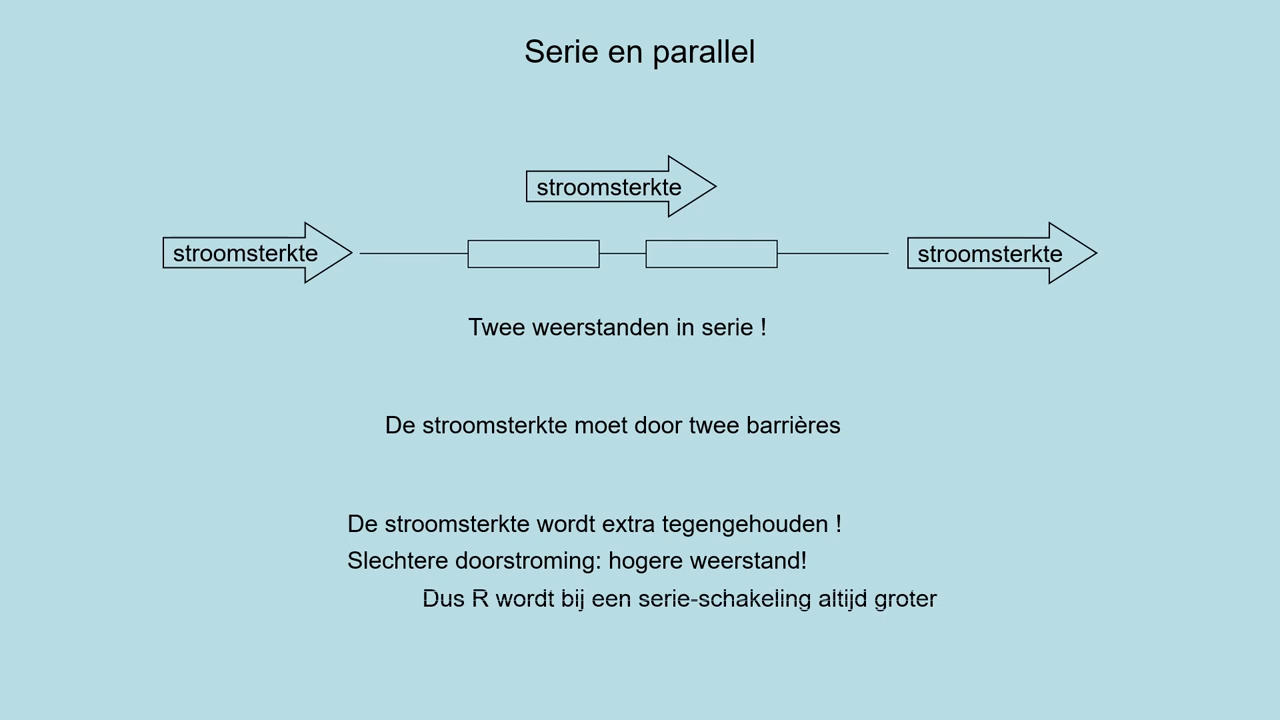 Serie en parallel
stroomsterkte
stroomsterkte
stroomsterkte
Twee weerstanden in serie !
De stroomsterkte moet door twee barrières
De stroomsterkte wordt extra tegengehouden !
Slechtere doorstroming: hogere weerstand!
Dus R wordt bij een serie-schakeling altijd groter